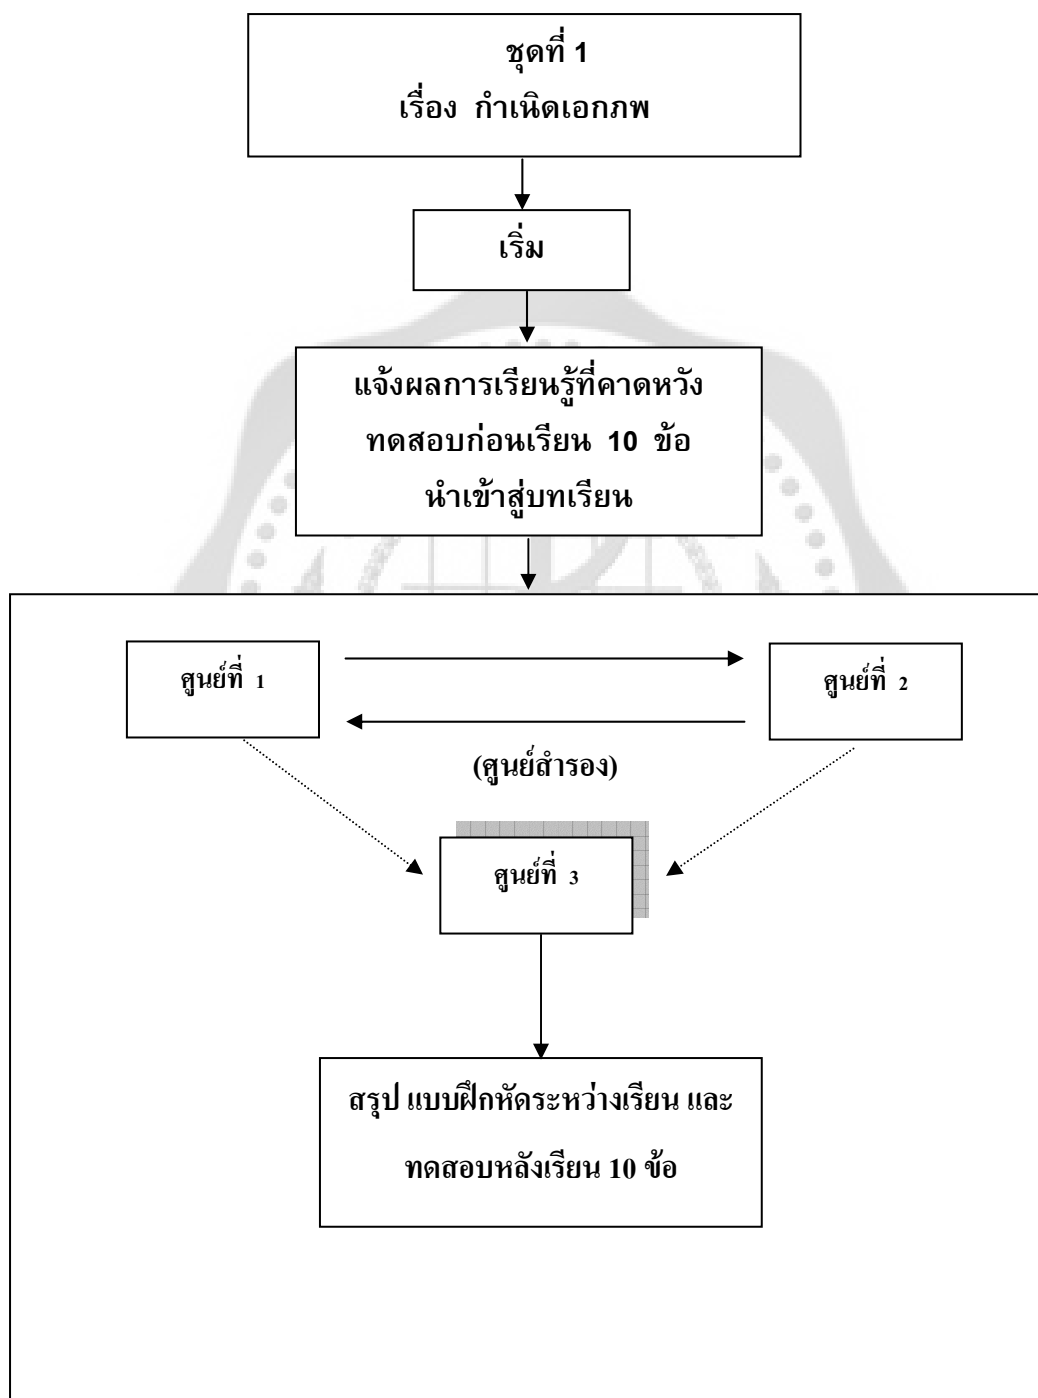 ชุดที่ 1
เรื่อง กำเนิดเอกภพ
เริ่ม
แจ้งผลการเรียนรู้ที่คาดหวัง
ทดสอบก่อนเรียน 10 ข้อ
นำเข้าสู่บทเรียน
ศูนย์ที่ 1
ศูนย์ที่ 2
(ศูนย์สำรอง)
ศูนย์ที่ 3
สรุป แบบฝึกหัดระหว่างเรียน และ
ทดสอบหลังเรียน 10 ข้อ